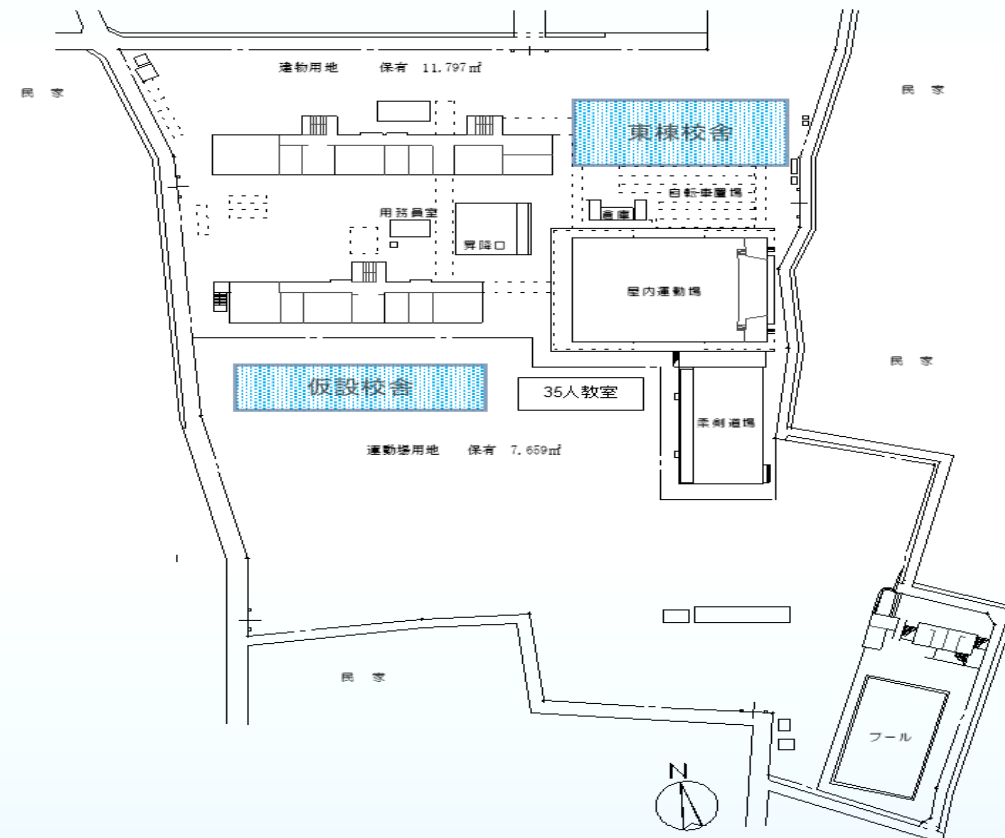 建物用地 保有 11,797㎡
民家
民家
東棟校舎
自転車置場
用務員室
倉庫
昇降口
屋内運動場
民家
仮設校舎
35人教室
柔剣道場
運動場用地 保有 7,659㎡
民家
プール
N